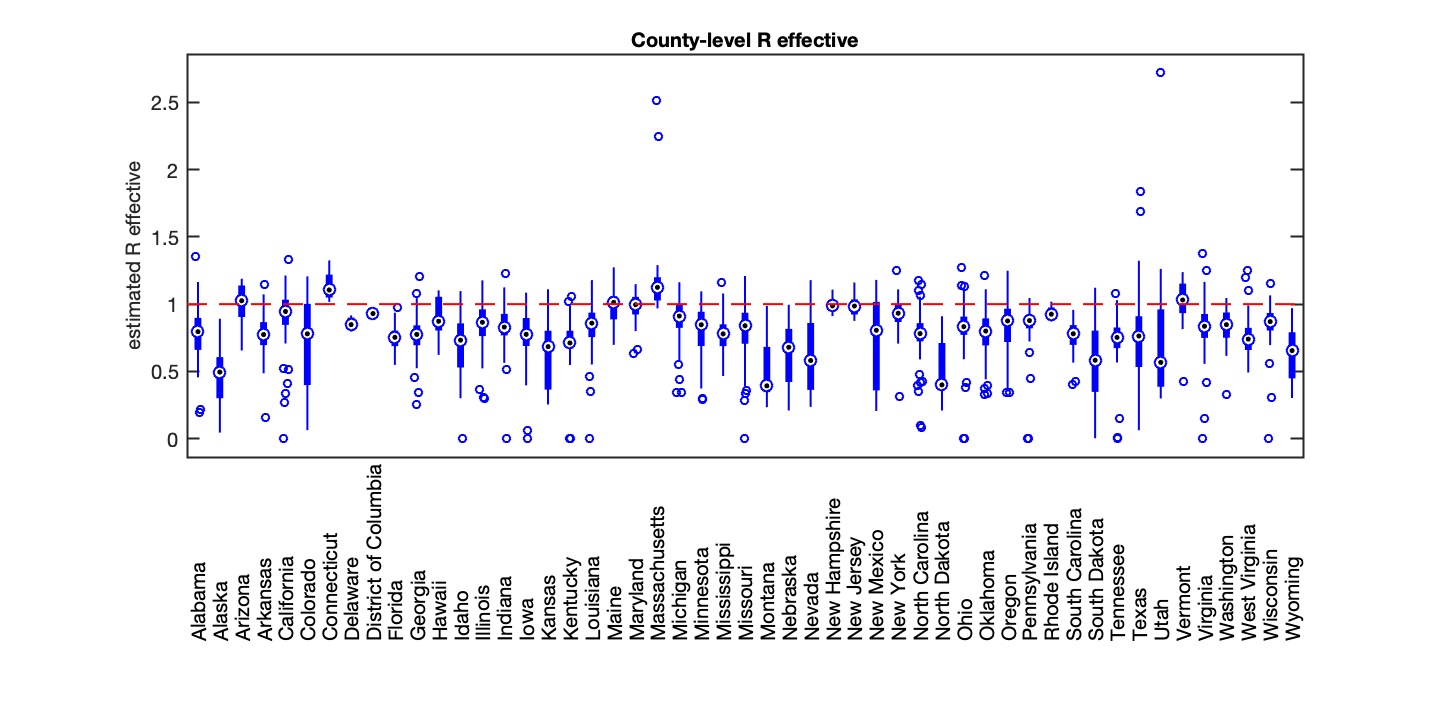 County-level R effective
estimated R effective
2.5
2
1.5
1
0.5
0
Alabama
Alaska
Arizona
Arkansas
California
Colorado
Connecticut
Delaware
District of Columbia
Florida
Georgia
Hawaii
Idaho
Illinois
Indiana
Iowa
Kansas
Kentucky
Louisiana
Maine
Maryland
Massachusetts
Michigan
Minnesota
Mississippi
Missouri
Montana
Nebraska
Nevada
New Hampshire
New Jersey
New Mexico
New York
North Carolina
North Dakota
Ohio
Oklahoma
Oregon
Pennsylvania
Rhode Island
South Carolina
South Dakota
Tennessee
Texas
Utah
Vermont
Virginia
Washington
West Virginia
Wisconsin
Wyoming